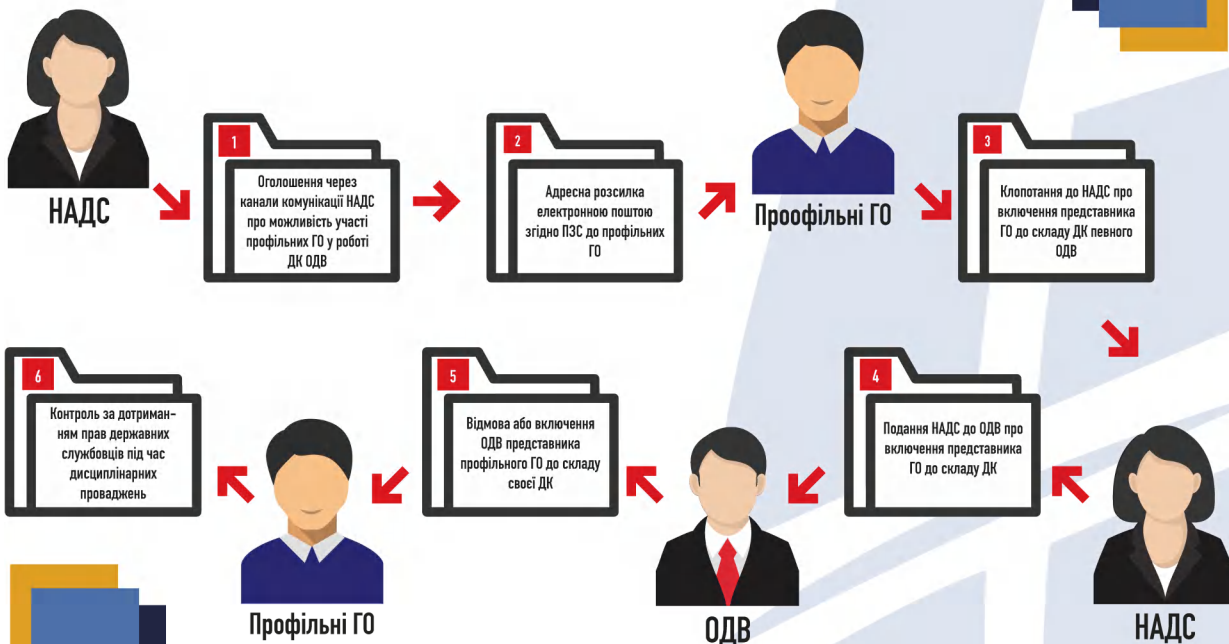 НАДС
1
Оголошення через
канали комунікації НАДС
про можливість участі
профільних ГО у роботі
ДК ОДВ
2
Адресна розсилка
електронною поштою
згідно ПЗС до профільних
ГО
Проофільні ГО
3
Клопотання до НАДС про
включення представника
ГО до складу ДК певного
ОДВ
НАДС
4
Подання НАДС до ОДВ про
включення представника
ГО до складу ДК
ОДВ
5
Відмова або включення
ОДВ представника
профільного ГО до складу
своєї ДК
Профільні ГО
6
Контроль за дотриман-
ням прав державних
службовців під час
дисциплінарних
проваджень